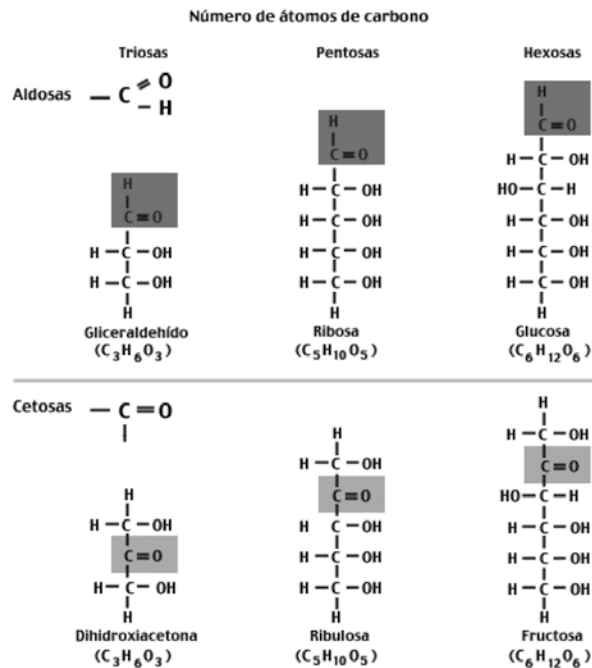 Número de átomos de carbono
Triosas Pentosas Hexosas
Aldosas
— C = O
— H
H
C = O
H — C — OH
H — C — OH
H
Gliceraldehído
(C₃H₆O₃)
H
C = O
H — C — OH
H — C — OH
H — C — OH
H — C — OH
H
Ribosa
(C₅H₁₀O₅)
H
C = O
H — C — OH
HO — C — H
H — C — OH
H — C — OH
H — C — OH
H
Glucosa
(C₆H₁₂O₆)
Cetosas
— C = O
H
H — C — OH
C = O
H — C — OH
H
Dihidroxiacetona
(C₃H₆O₃)
H
H — C — OH
C = O
H C — OH
H — C — OH
H — C — OH
H
Ribulosa
(C₅H₁₀O₅)
H
H — C — OH
C = O
HO — C — H
H — C — OH
H — C — OH
H — C — OH
H
Fructosa
(C₆H₁₂O₆)